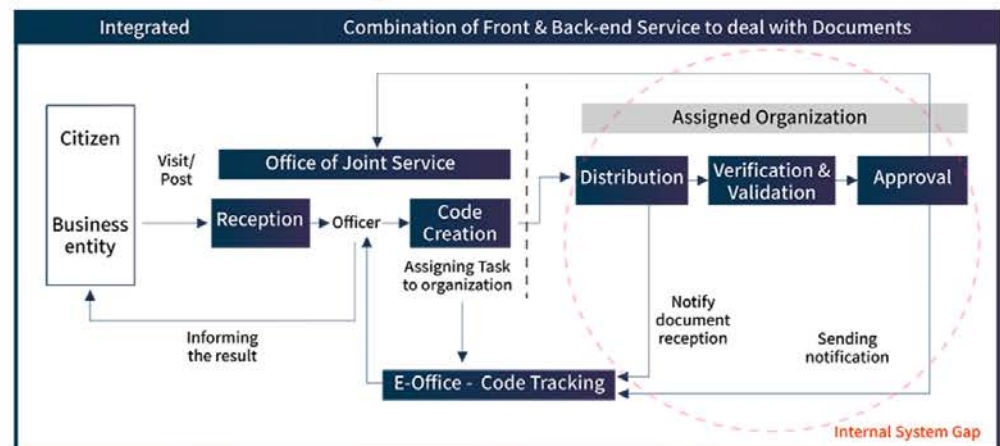 Integrated
Combination of Front & Back-end Service to deal with Documents
Assigned Organization
Citizen
Business
entity
Visit/
Post
Office of Joint Service
Reception
Officer
Code
Creation
Distribution
Verification &
Validation
Approval
Assigning Task
to organization
Notify
document
reception
Informing
the result
Sending
notification
E-Office - Code Tracking
Internal System Gap